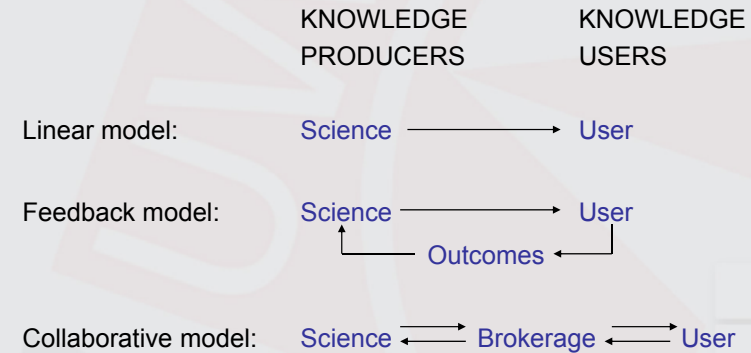 KNOWLEDGE PRODUCERS KNOWLEDGE USERS
Linear model: Science User
Feedback model: Science User
Outcomes
Collaborative model: Science Brokerage User